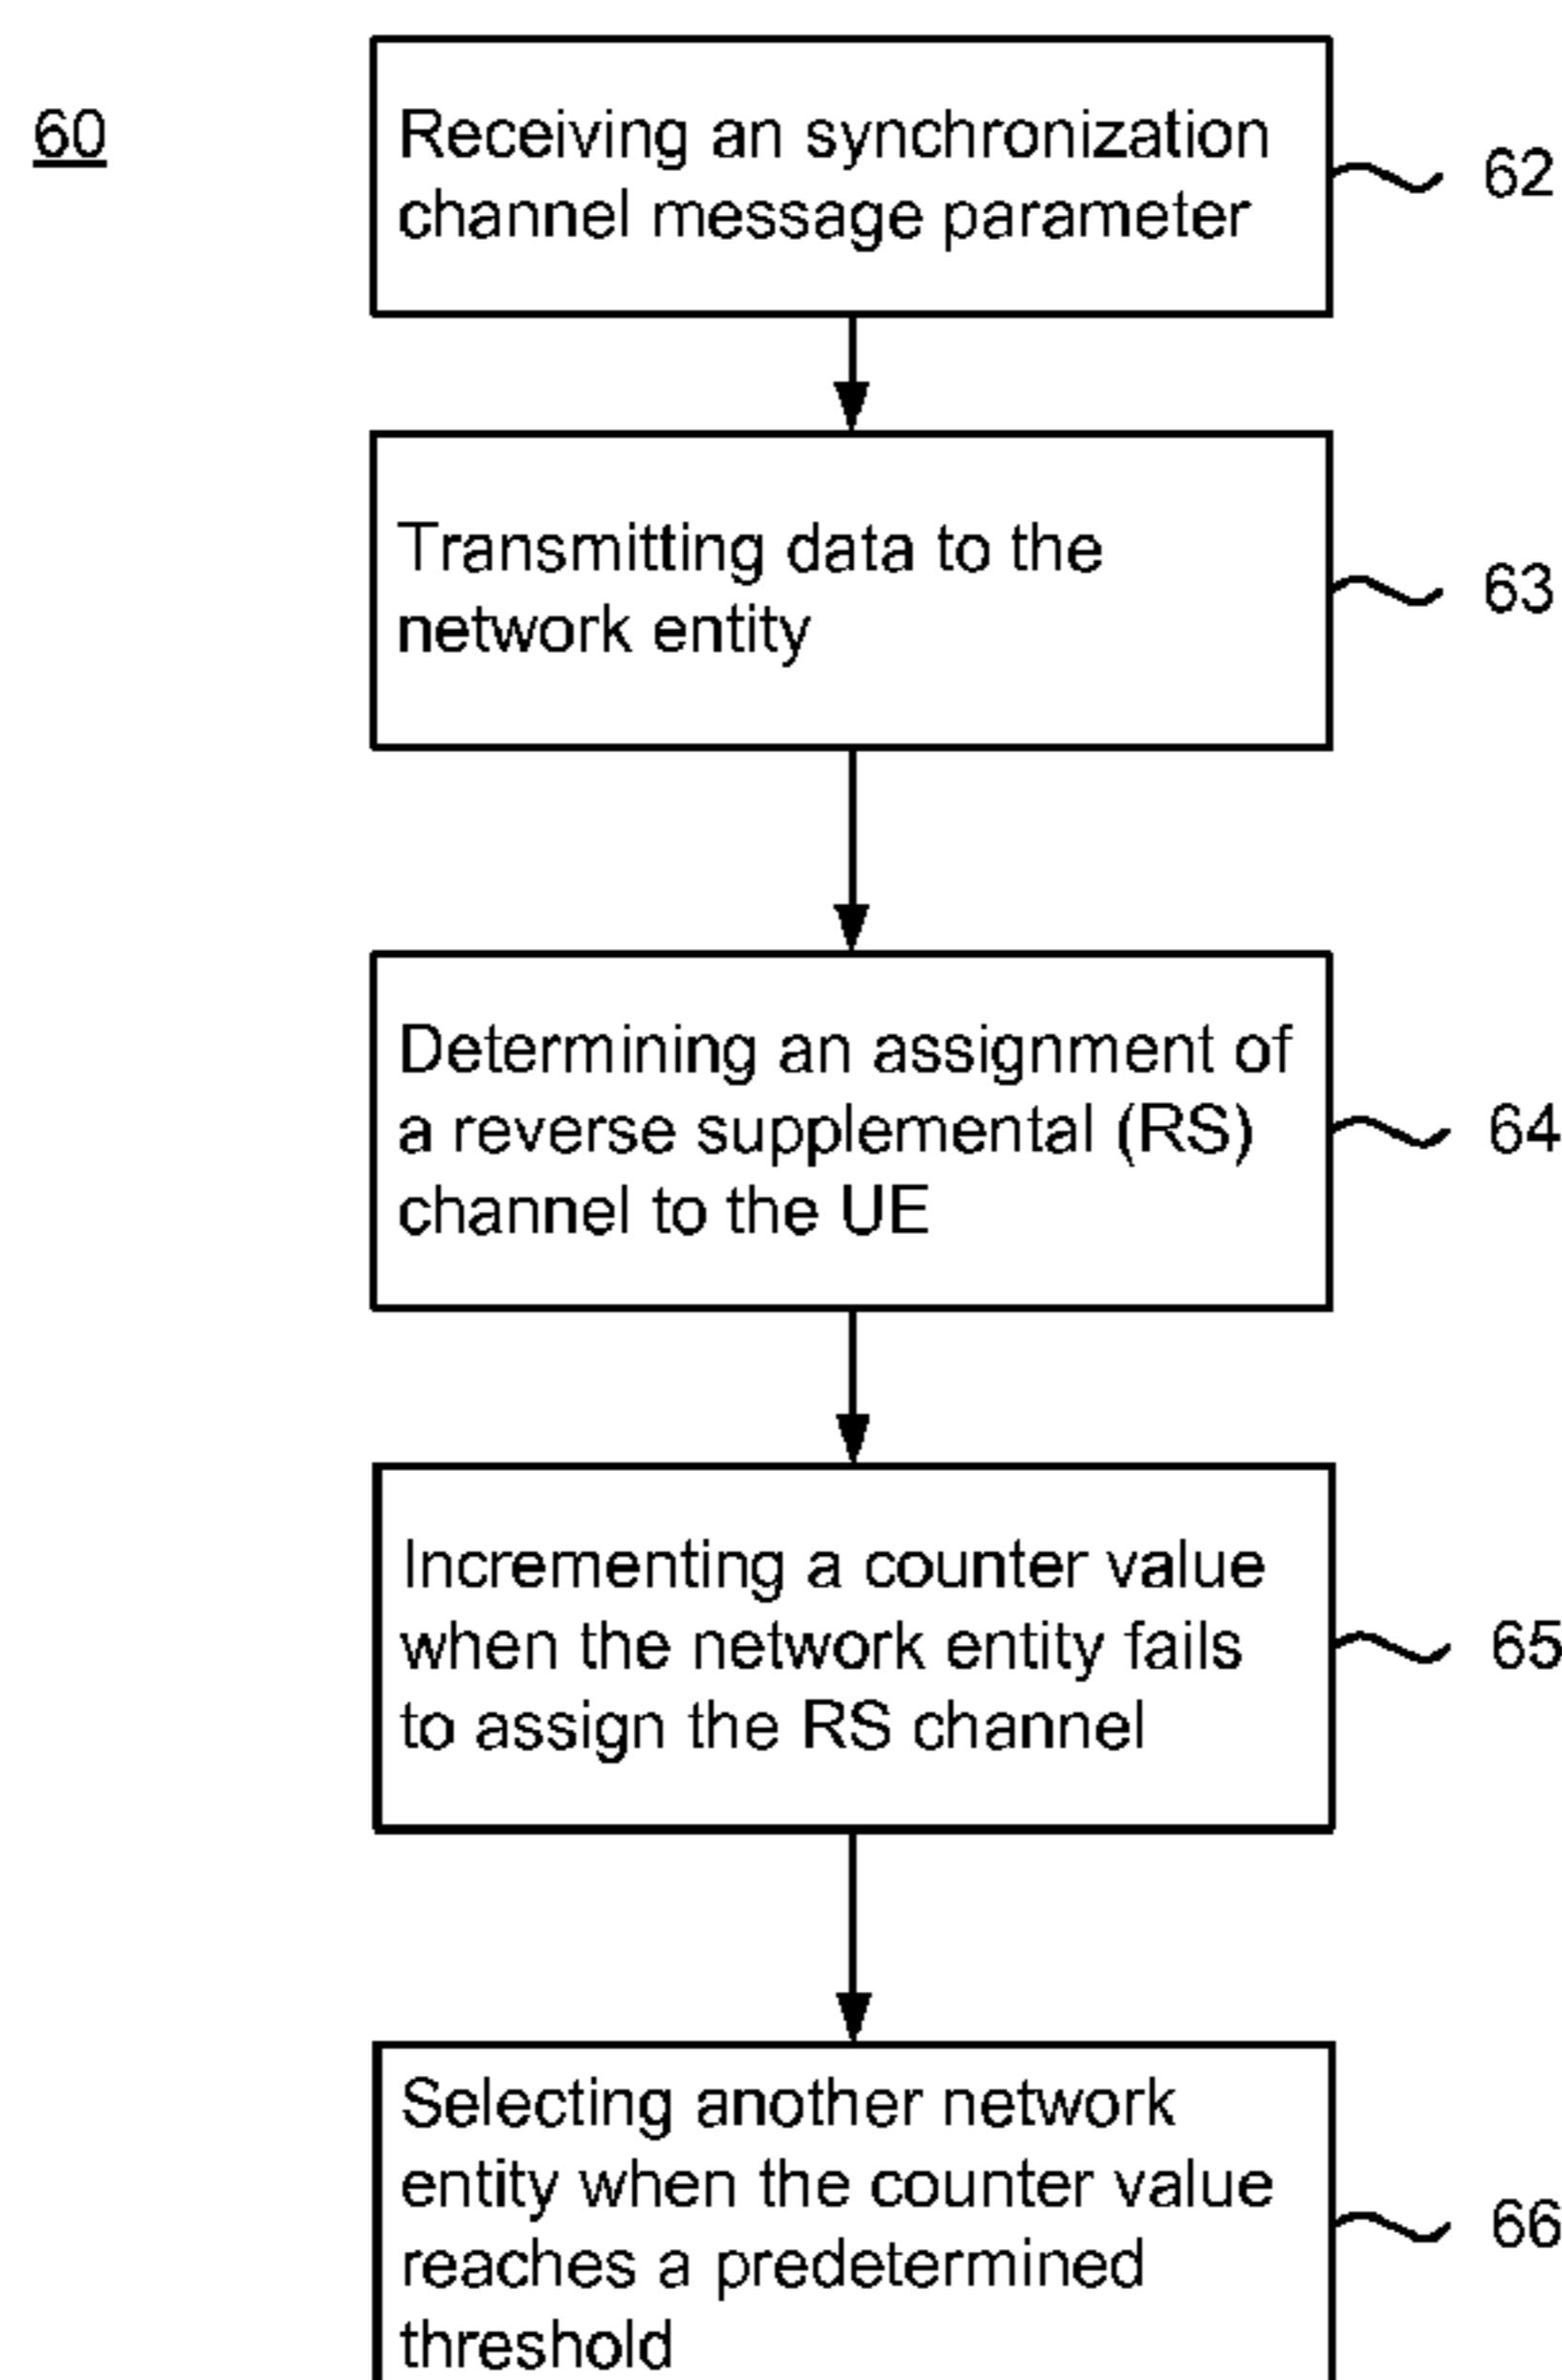 60
Receiving an synchronization
channel message parameter
62
Transmitting data to the
network entity
63
Determining an assignment of
a reverse supplemental (RS)
channel to the UE
64
Incrementing a counter value
when the network entity fails
to assign the RS channel
65
Selecting another network
entity when the counter value
reaches a predetermined
threshold
66